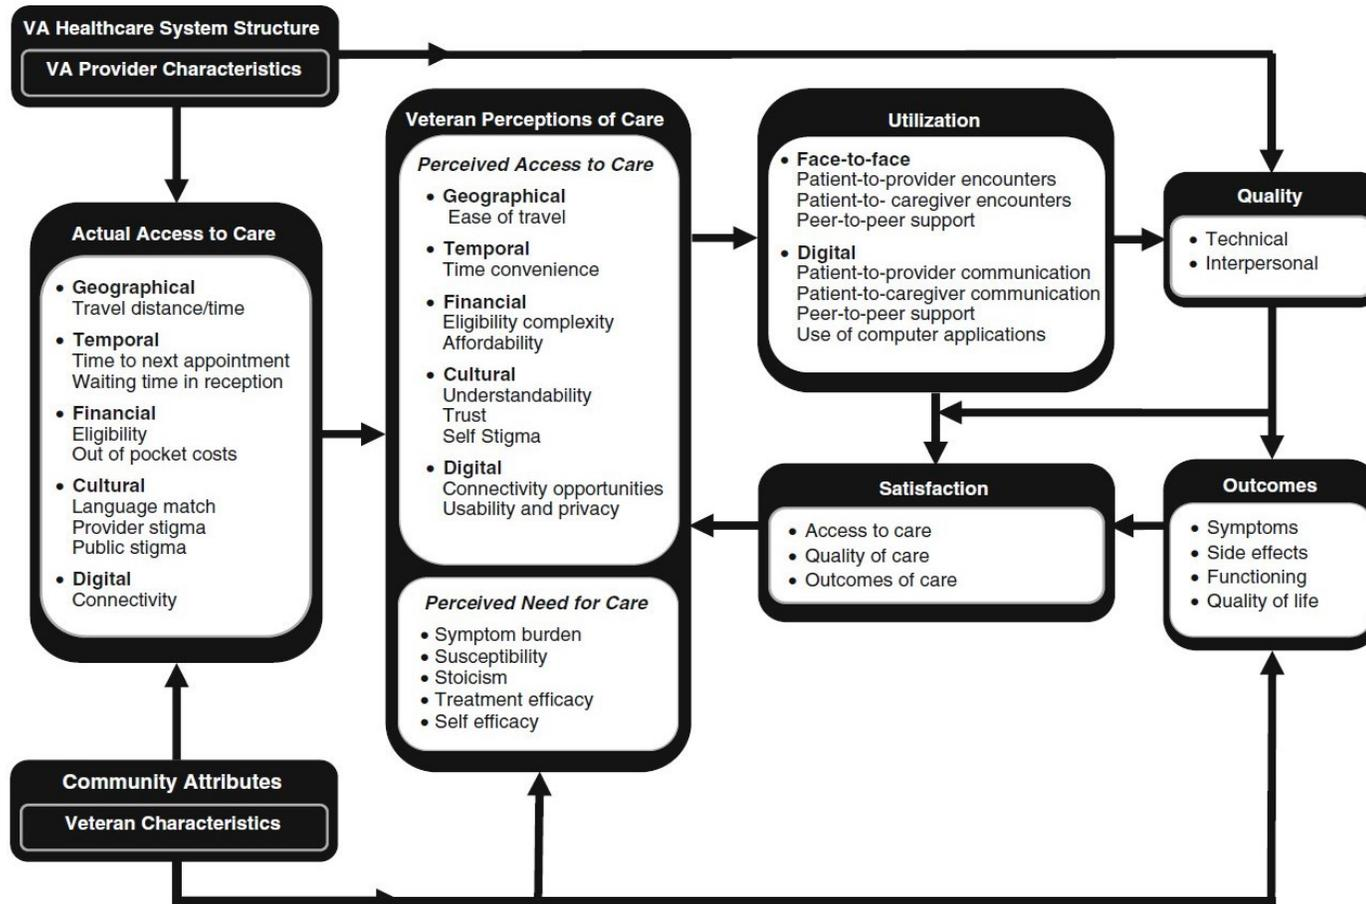 VA Healthcare System Structure
VA Provider Characteristics
Actual Access to Care
• Geographical
Travel distance/time
• Temporal
Time to next appointment
Waiting time in reception
• Financial
Eligibility
Out of pocket costs
• Cultural
Language match
Provider stigma
Public stigma
• Digital
Connectivity
Community Attributes
Veteran Characteristics
Veteran Perceptions of Care
Perceived Access to Care
• Geographical
Ease of travel
• Temporal
Time convenience
• Financial
Eligibility complexity
Affordability
• Cultural
Understandability
Trust
Self Stigma
• Digital
Connectivity opportunities
Usability and privacy
Perceived Need for Care
• Symptom burden
• Susceptibility
• Stoicism
• Treatment efficacy
• Self efficacy
Utilization
• Face-to-face
Patient-to-provider encounters
Patient-to- caregiver encounters
Peer-to-peer support
• Digital
Patient-to-provider communication
Patient-to-caregiver communication
Peer-to-peer support
Use of computer applications
Quality
• Technical
• Interpersonal
Satisfaction
• Access to care
• Quality of care
• Outcomes of care
Outcomes
• Symptoms
• Side effects
• Functioning
• Quality of life